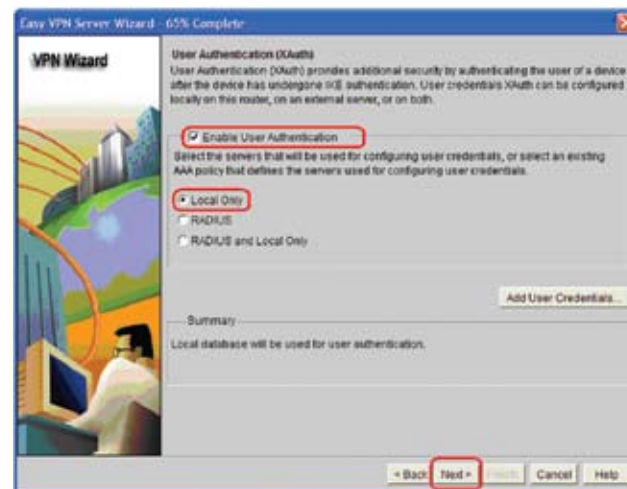 Easy VPN Server Wizard - 65% Complete
VPN Wizard
User Authentication (XAuth)
User Authentication (XAuth) provides additional security by authenticating the user of a device
after the device has undergone IKE authentication. User credentials XAuth can be configured
locally on this router, on an external server, or on both.
Enable User Authentication
Select the servers that will be used for configuring user credentials, or select an existing
AAA policy that defines the servers used for configuring user credentials.
Local Only
RADIUS
RADIUS and Local Only
Add User Credentials...
Summary
Local database will be used for user authentication.
< Back Next > Finish Cancel Help